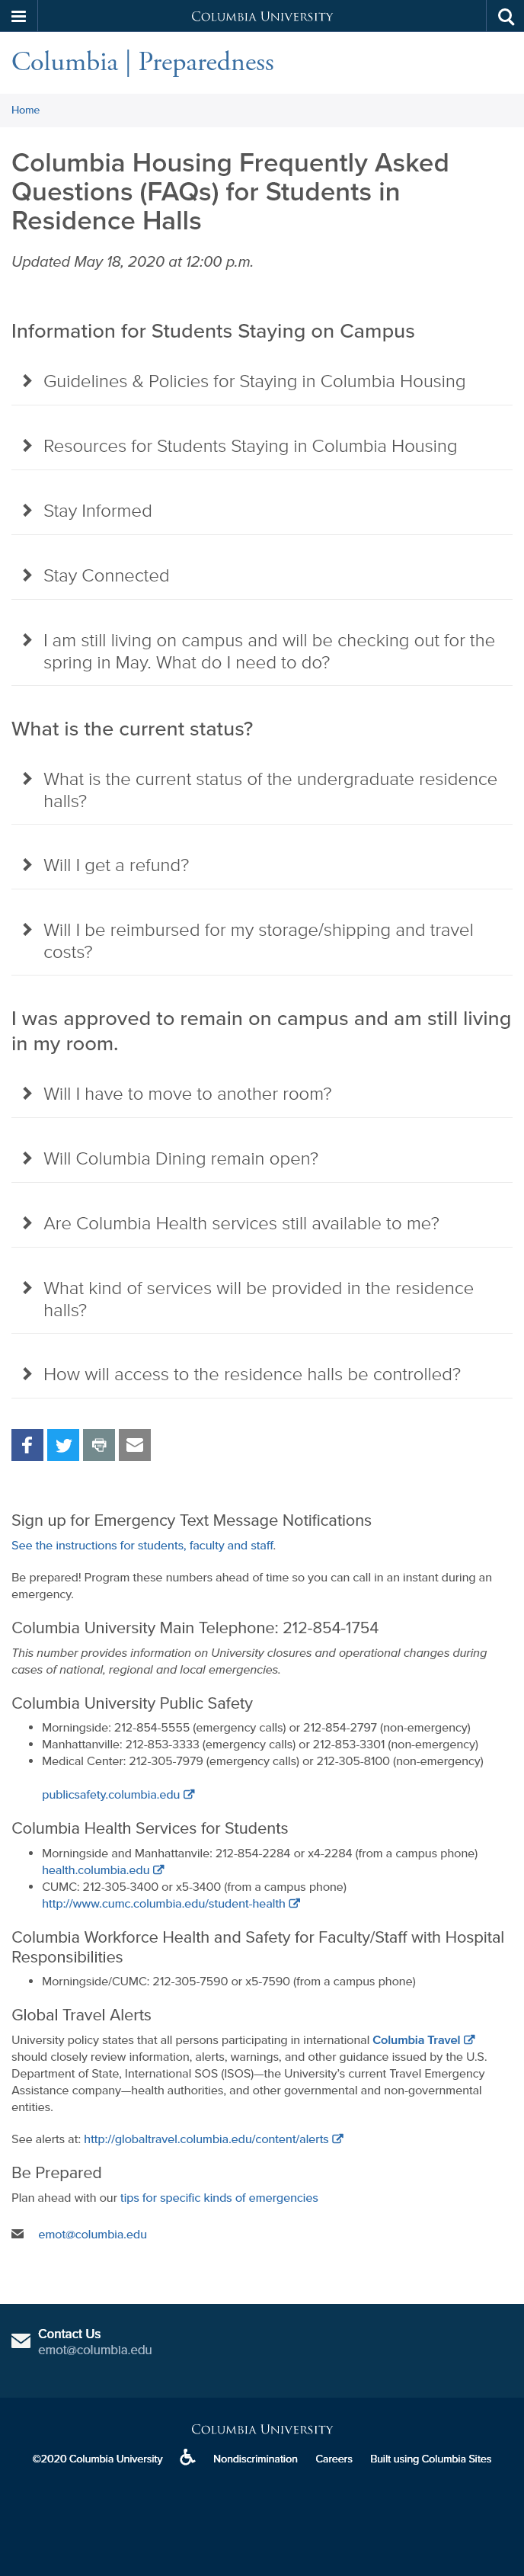 COLUMBIA UNIVERSITY
Columbia | Preparedness
Home
Columbia Housing Frequently Asked
Questions (FAQs) for Students in
Residence Halls
Updated May 18, 2020 at 12:00 p.m.
Information for Students Staying on Campus
Guidelines & Policies for Staying in Columbia Housing
Resources for Students Staying in Columbia Housing
Stay Informed
Stay Connected
I am still living on campus and will be checking out for the
spring in May. What do I need to do?
What is the current status?
What is the current status of the undergraduate residence
halls?
Will I get a refund?
Will I be reimbursed for my storage/shipping and travel
costs?
I was approved to remain on campus and am still living
in my room.
Will I have to move to another room?
Will Columbia Dining remain open?
Are Columbia Health services still available to me?
What kind of services will be provided in the residence
halls?
How will access to the residence halls be controlled?
Sign up for Emergency Text Message Notifications
See the instructions for students, faculty and staff.
Be prepared! Program these numbers ahead of time so you can call in an instant during an
emergency.
Columbia University Main Telephone: 212-854-1754
This number provides information on University closures and operational changes during
cases of national, regional and local emergencies.
Columbia University Public Safety
• Morningside: 212-854-5555 (emergency calls) or 212-854-2797 (non-emergency)
• Manhattanville: 212-853-3333 (emergency calls) or 212-853-3301 (non-emergency)
• Medical Center: 212-305-7979 (emergency calls) or 212-305-8100 (non-emergency)
publicsafety.columbia.edu
Columbia Health Services for Students
• Morningside and Manhattanvile: 212-854-2284 or x4-2284 (from a campus phone)
health.columbia.edu
• CUMC: 212-305-3400 or x5-3400 (from a campus phone)
http://www.cumc.columbia.edu/student-health
Columbia Workforce Health and Safety for Faculty/Staff with Hospital
Responsibilities
• Morningside/CUMC: 212-305-7590 or x5-7590 (from a campus phone)
Global Travel Alerts
University policy states that all persons participating in international Columbia Travel
should closely review information, alerts, warnings, and other guidance issued by the U.S.
Department of State, International SOS (ISOS)—the University's current Travel Emergency
Assistance company—health authorities, and other governmental and non-governmental
entities.
See alerts at: http://globaltravel.columbia.edu/content/alerts
Be Prepared
Plan ahead with our tips for specific kinds of emergencies
emot@columbia.edu
Contact Us
emot@columbia.edu
COLUMBIA UNIVERSITY
©2020 Columbia University Nondiscrimination Careers Built using Columbia Sites